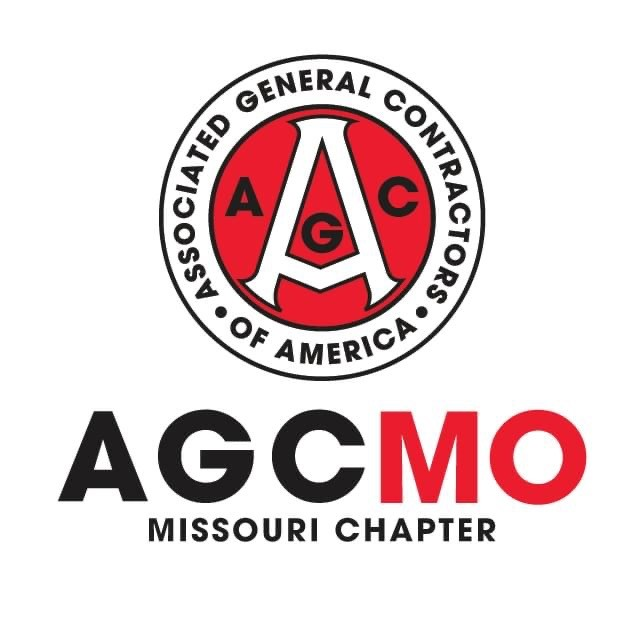 ASSOCIATED GENERAL CONTRACTORS
• OF AMERICA •
A
A G C
AGCMO
MISSOURI CHAPTER